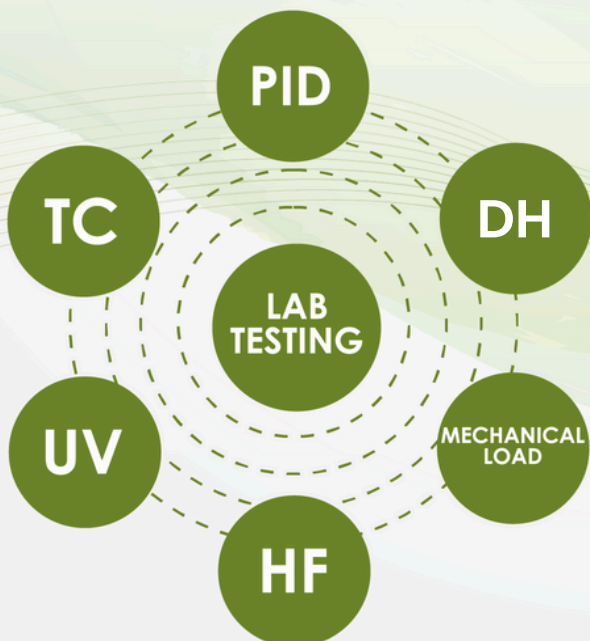 PID
TC
DH
LAB
TESTING
UV
MECHANICAL
LOAD
HF